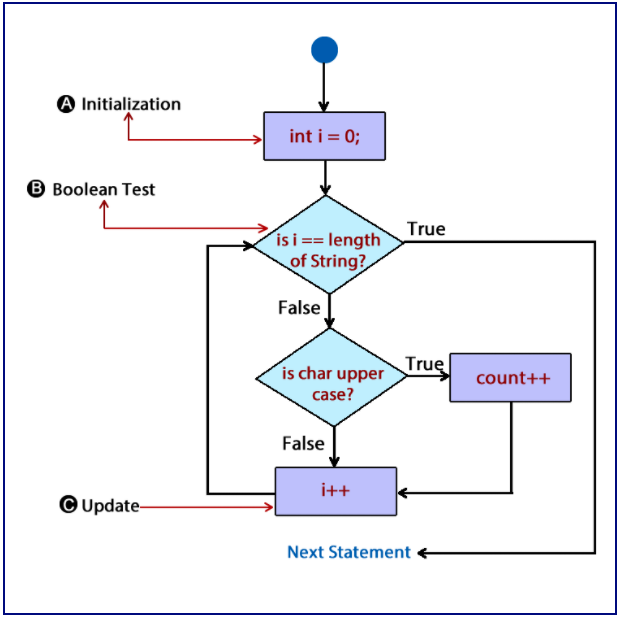 A Initialization
int i = 0;
B Boolean Test
True
is i == length
of String?
False
is char upper
case?
True
count++
False
i++
C Update
Next Statement